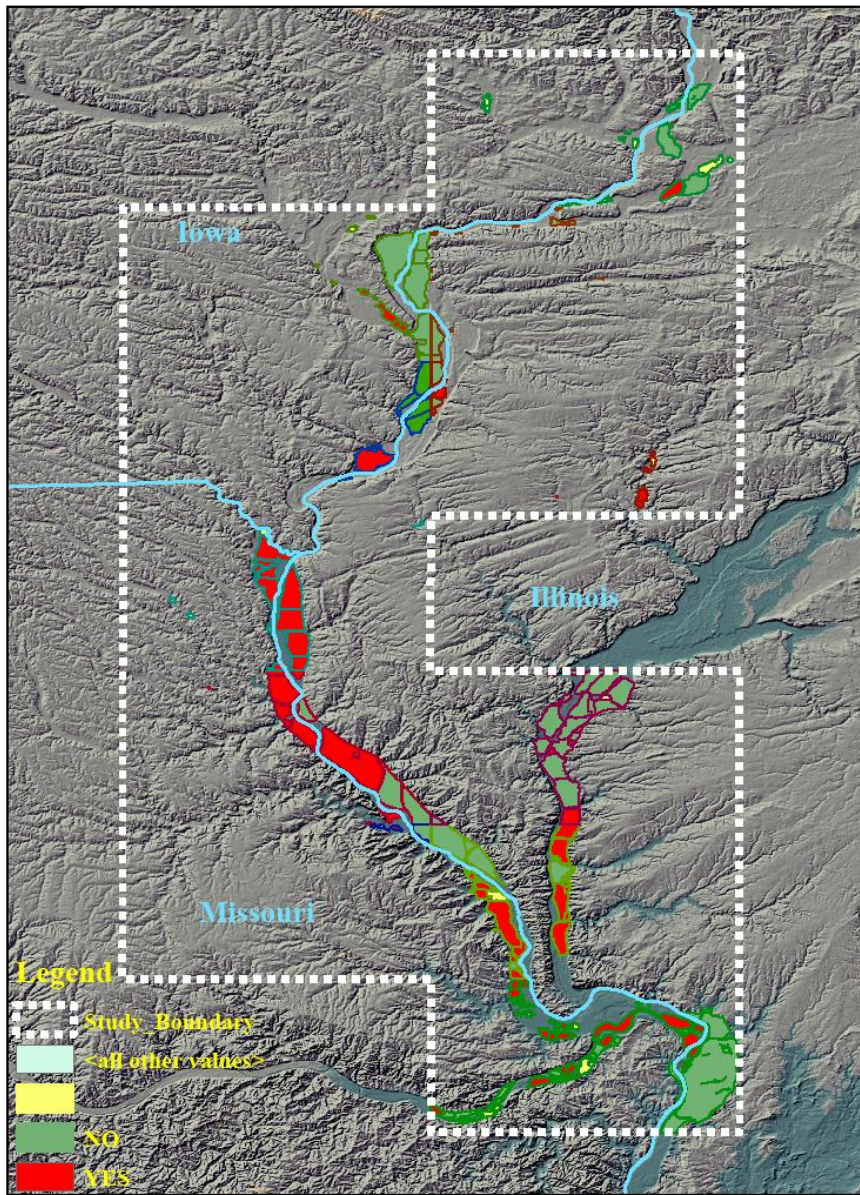 Iowa
Illinois
Missouri
Legend
Study_Boundary
<all other values>
NO
YES